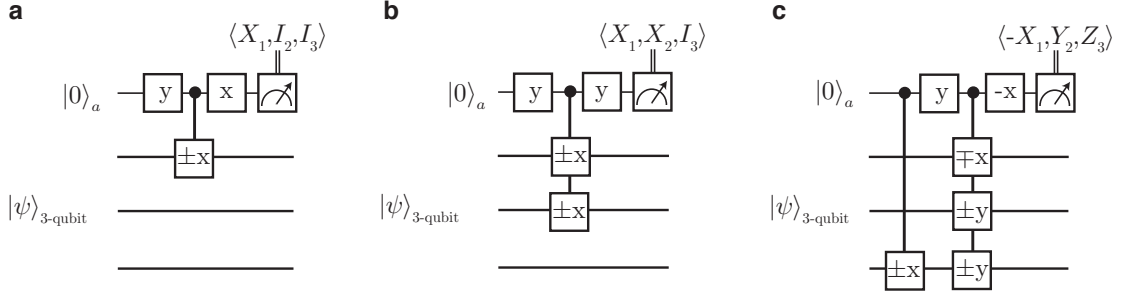 a
⟨X₁,I₂,I₃⟩
|0⟩ₐ y x
±x
|ψ⟩₃-qubit
b
⟨X₁,X₂,I₃⟩
|0⟩ₐ y y
±x
|ψ⟩₃-qubit ±x
c
⟨-X₁,Y₂,Z₃⟩
|0⟩ₐ y -x
∓x
|ψ⟩₃-qubit ±y
±x ±y